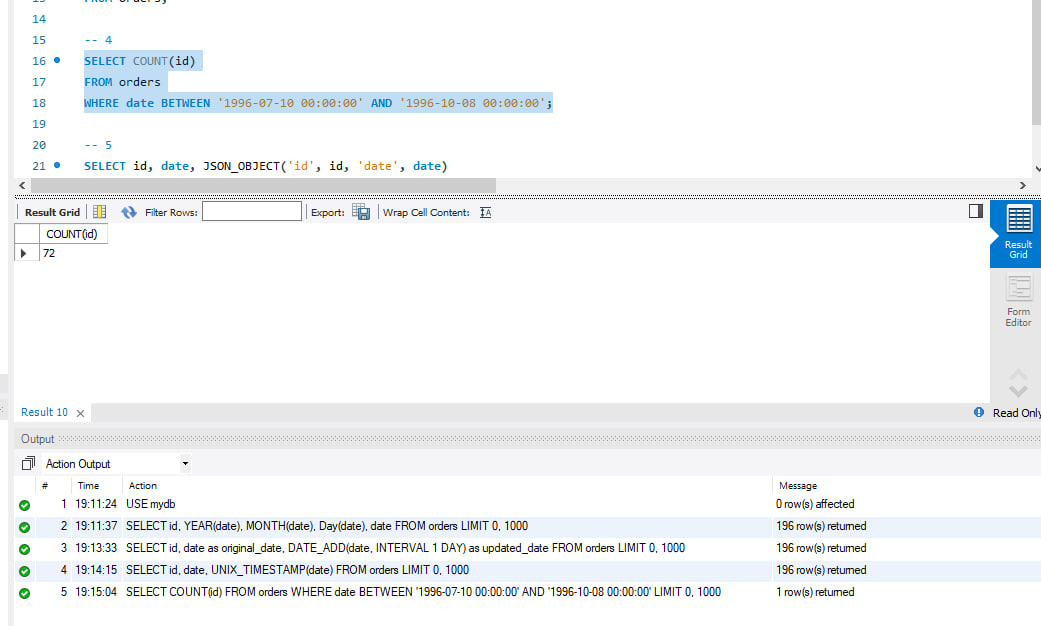 13 FROM orders;
14
15 -- 4
16 SELECT COUNT(id)
17 FROM orders
18 WHERE date BETWEEN '1996-07-10 00:00:00' AND '1996-10-08 00:00:00';
19
20 -- 5
21 SELECT id, date, JSON_OBJECT('id', id, 'date', date)
Result Grid Filter Rows: Export: Wrap Cell Content: IA
COUNT(id)
72
Result
Grid
Form
Editor
Result 10 Read Only
Output
Action Output
# Time Action Message
1 19:11:24 USE mydb 0 row(s) affected
2 19:11:37 SELECT id, YEAR(date), MONTH(date), Day(date), date FROM orders LIMIT 0, 1000 196 row(s) returned
3 19:13:33 SELECT id, date as original_date, DATE_ADD(date, INTERVAL 1 DAY) as updated_date FROM orders LIMIT 0, 1000 196 row(s) returned
4 19:14:15 SELECT id, date, UNIX_TIMESTAMP(date) FROM orders LIMIT 0, 1000 196 row(s) returned
5 19:15:04 SELECT COUNT(id) FROM orders WHERE date BETWEEN '1996-07-10 00:00:00' AND '1996-10-08 00:00:00' LIMIT 0, 1000 1 row(s) returned